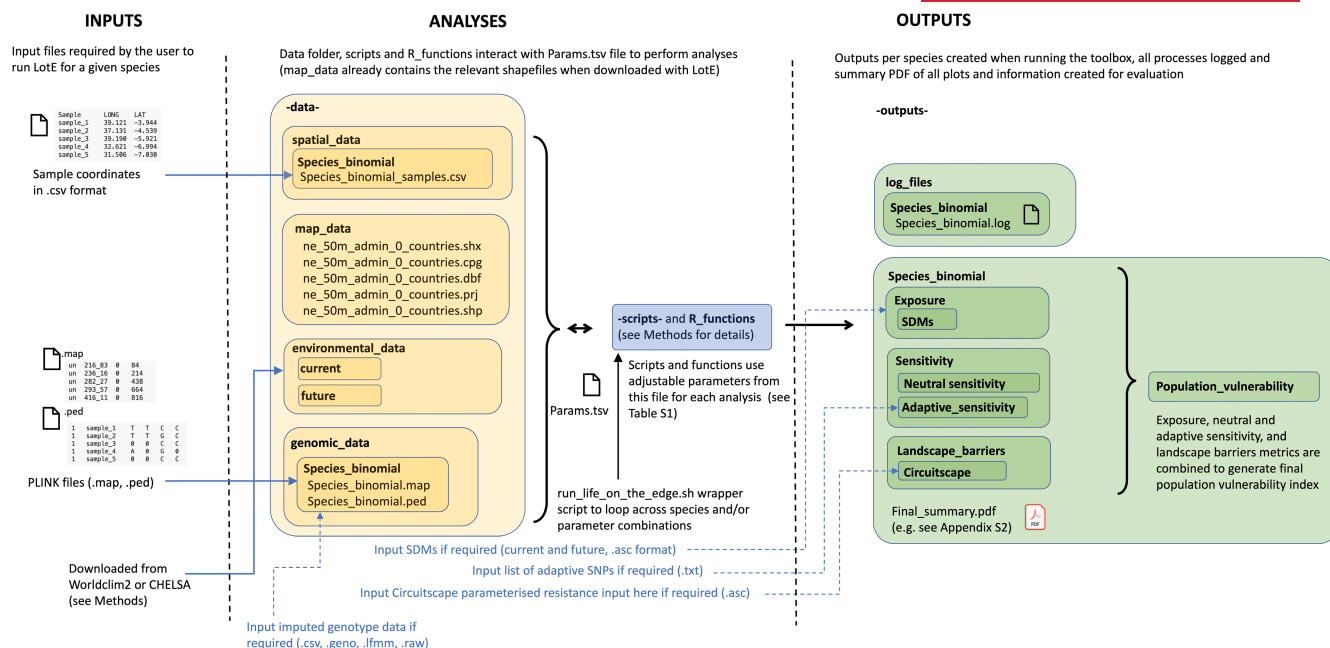 INPUTS
Input files required by the user to
run LotE for a given species
Sample LONG LAT
sample_1 39.121 −3.944
sample_2 37.131 −4.539
sample_3 39.190 −5.921
sample_4 32.621 −6.994
sample_5 31.506 −7.030
Sample coordinates
in .csv format
.map
un 216_83 0 84
un 236_16 0 214
un 282_27 0 438
un 293_57 0 664
un 416_11 0 816
.ped
1 sample_1 T T C C
1 sample_2 T T G C
1 sample_3 0 0 C C
1 sample_4 A 0 G 0
1 sample_5 0 0 C C
PLINK files (.map, .ped)
Downloaded from
Worldclim2 or CHELSA
(see Methods)
ANALYSES
Data folder, scripts and R_functions interact with Params.tsv file to perform analyses
(map_data already contains the relevant shapefiles when downloaded with LotE)
-data-
spatial_data
Species_binomial
Species_binomial_samples.csv
map_data
ne_50m_admin_0_countries.shx
ne_50m_admin_0_countries.cpg
ne_50m_admin_0_countries.dbf
ne_50m_admin_0_countries.prj
ne_50m_admin_0_countries.shp
environmental_data
current
future
genomic_data
Species_binomial
Species_binomial.map
Species_binomial.ped
-scripts- and R_functions
(see Methods for details)
Params.tsv
Scripts and functions use
adjustable parameters from
this file for each analysis (see
Table S1)
run_life_on_the_edge.sh wrapper
script to loop across species and/or
parameter combinations
Input SDMs if required (current and future, .asc format)
Input list of adaptive SNPs if required (.txt)
Input Circuitscape parameterised resistance input here if required (.asc)
Input imputed genotype data if
required (.csv, .geno, .lfmm, .raw)
OUTPUTS
Outputs per species created when running the toolbox, all processes logged and
summary PDF of all plots and information created for evaluation
-outputs-
log_files
Species_binomial
Species_binomial.log
Species_binomial
Exposure
SDMs
Sensitivity
Neutral sensitivity
Adaptive_sensitivity
Landscape_barriers
Circuitscape
Final_summary.pdf
(e.g. see Appendix S2)
PDF
Population_vulnerability
Exposure, neutral and
adaptive sensitivity, and
landscape barriers metrics are
combined to generate final
population vulnerability index